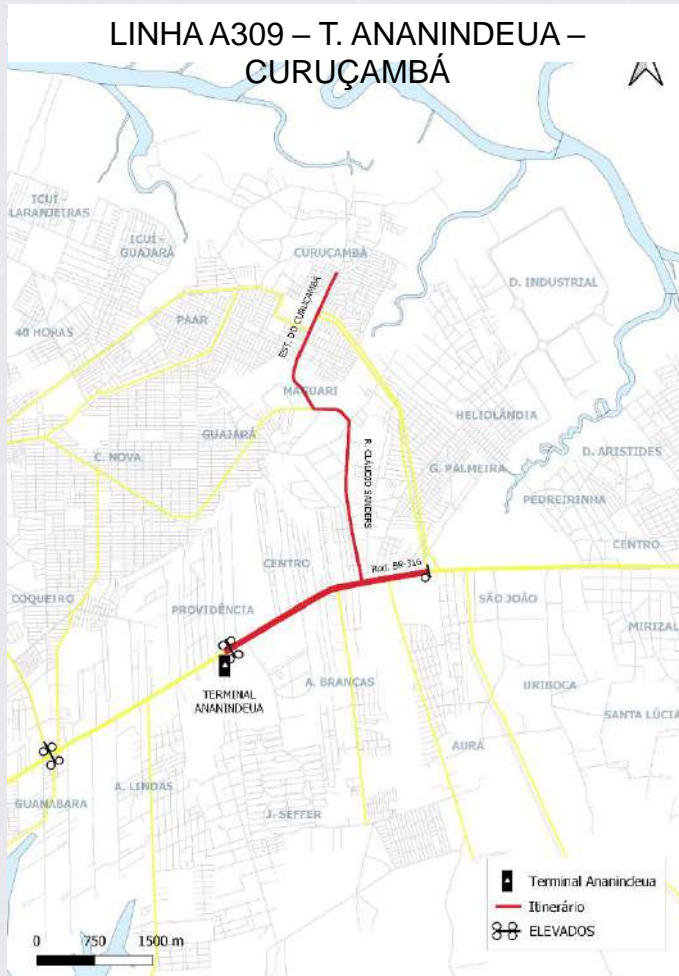 LINHA A309 – T. ANANINDEUA –
CURUÇAMBÁ
ICUÍ -
LARANJEIRAS
ICUÍ -
GUAJARÁ
CURUÇAMBÁ
D. INDUSTRIAL
EST. DO CURUÇAMBÁ
PAAR
40 HORAS
MAGUARI
HELIOLÂNDIA
GUAJARÁ
R. CLÁUDIO SANDERS
D. ARISTIDES
C. NOVA
G. PALMEIRA
PEDREIRINHA
CENTRO
CENTRO
Rod. BR-316
COQUEIRO
PROVIDÊNCIA
SÃO JOÃO
MIRIZAL
TERMINAL
ANANINDEUA
A. BRANCAS
URIBOCA
SANTA LÚCIA
AURÁ
A. LINDAS
GUANABARA
J. SEFFER
Terminal Ananindeua
Itinerário
ELEVADOS
0 750 1500 m